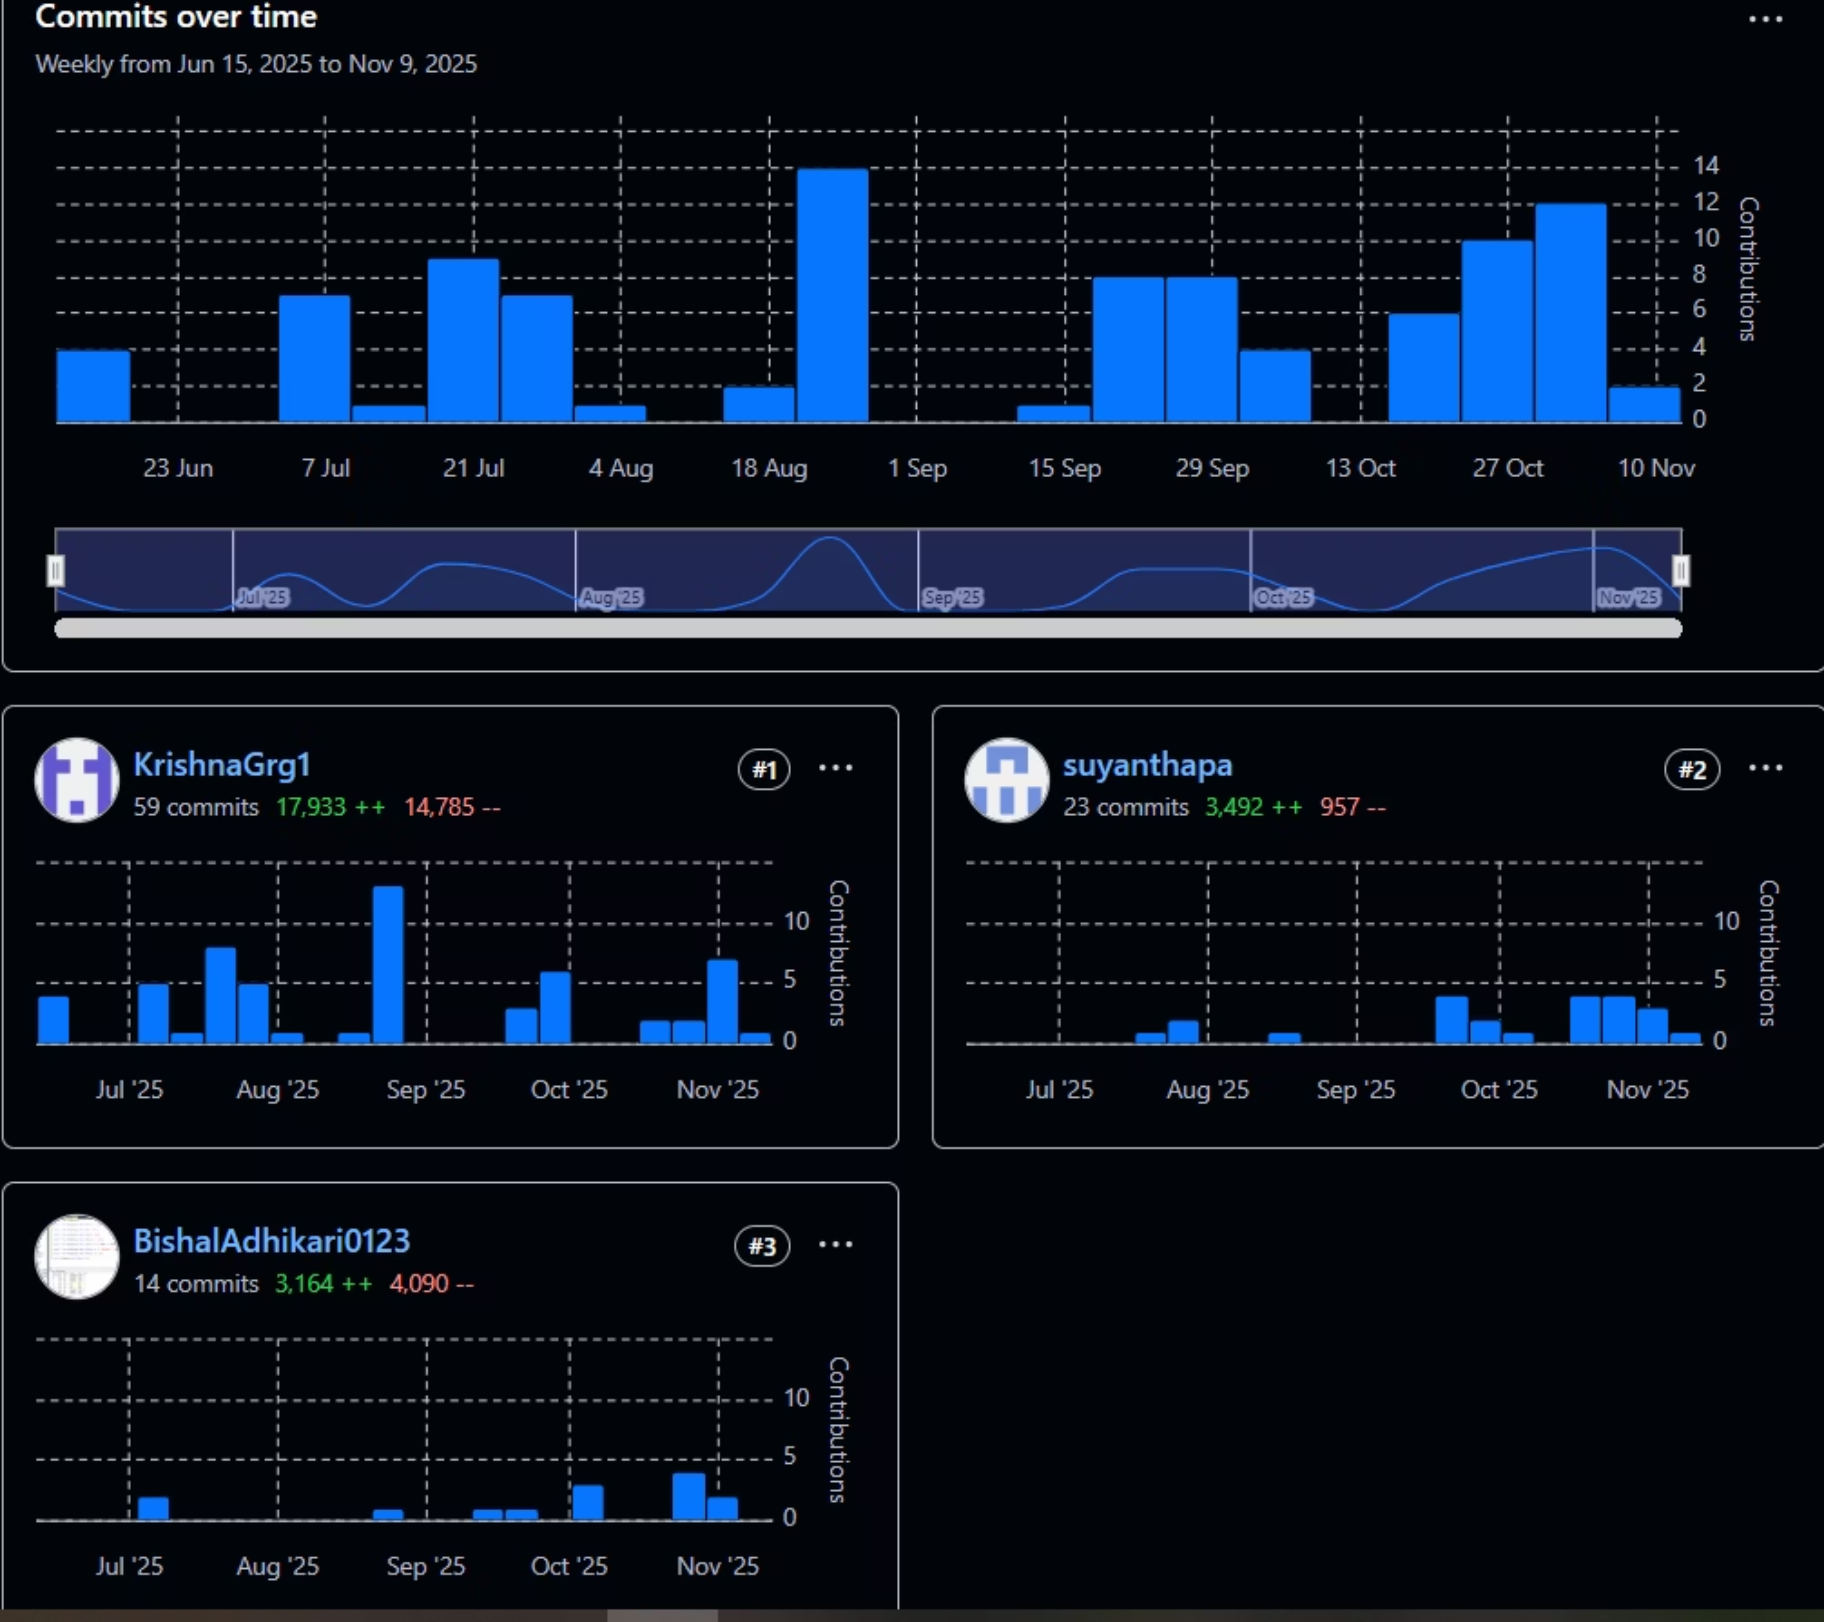 Commits over time
Weekly from Jun 15, 2025 to Nov 9, 2025
14
12
10
8
6
4
2
0
Contributions
23 Jun 7 Jul 21 Jul 4 Aug 18 Aug 1 Sep 15 Sep 29 Sep 13 Oct 27 Oct 10 Nov
Jul '25 Aug '25 Sep '25 Oct '25 Nov '25
KrishnaGrg1 #1
59 commits 17,933 ++ 14,785 --
10
5
0
Contributions
Jul '25 Aug '25 Sep '25 Oct '25 Nov '25
suyanthapa #2
23 commits 3,492 ++ 957 --
10
5
0
Contributions
Jul '25 Aug '25 Sep '25 Oct '25 Nov '25
BishalAdhikari0123 #3
14 commits 3,164 ++ 4,090 --
10
5
0
Contributions
Jul '25 Aug '25 Sep '25 Oct '25 Nov '25